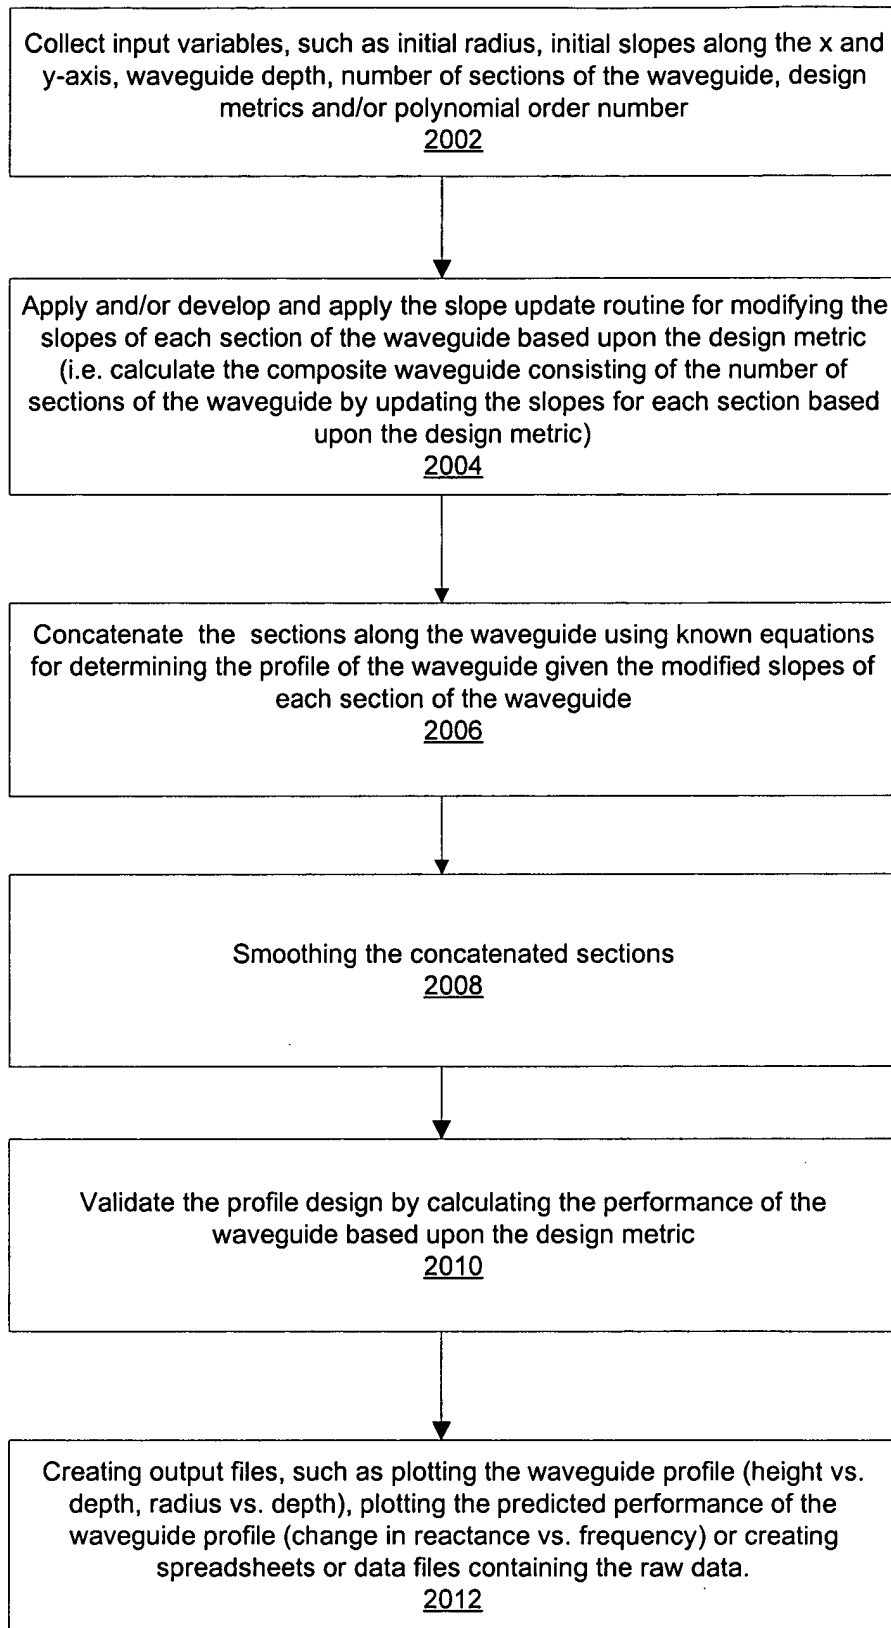 Collect input variables, such as initial radius, initial slopes along the x and
y-axis, waveguide depth, number of sections of the waveguide, design
metrics and/or polynomial order number
2002
Apply and/or develop and apply the slope update routine for modifying the
slopes of each section of the waveguide based upon the design metric
(i.e. calculate the composite waveguide consisting of the number of
sections of the waveguide by updating the slopes for each section based
upon the design metric)
2004
Concatenate the sections along the waveguide using known equations
for determining the profile of the waveguide given the modified slopes of
each section of the waveguide
2006
Smoothing the concatenated sections
2008
Validate the profile design by calculating the performance of the
waveguide based upon the design metric
2010
Creating output files, such as plotting the waveguide profile (height vs.
depth, radius vs. depth), plotting the predicted performance of the
waveguide profile (change in reactance vs. frequency) or creating
spreadsheets or data files containing the raw data.
2012